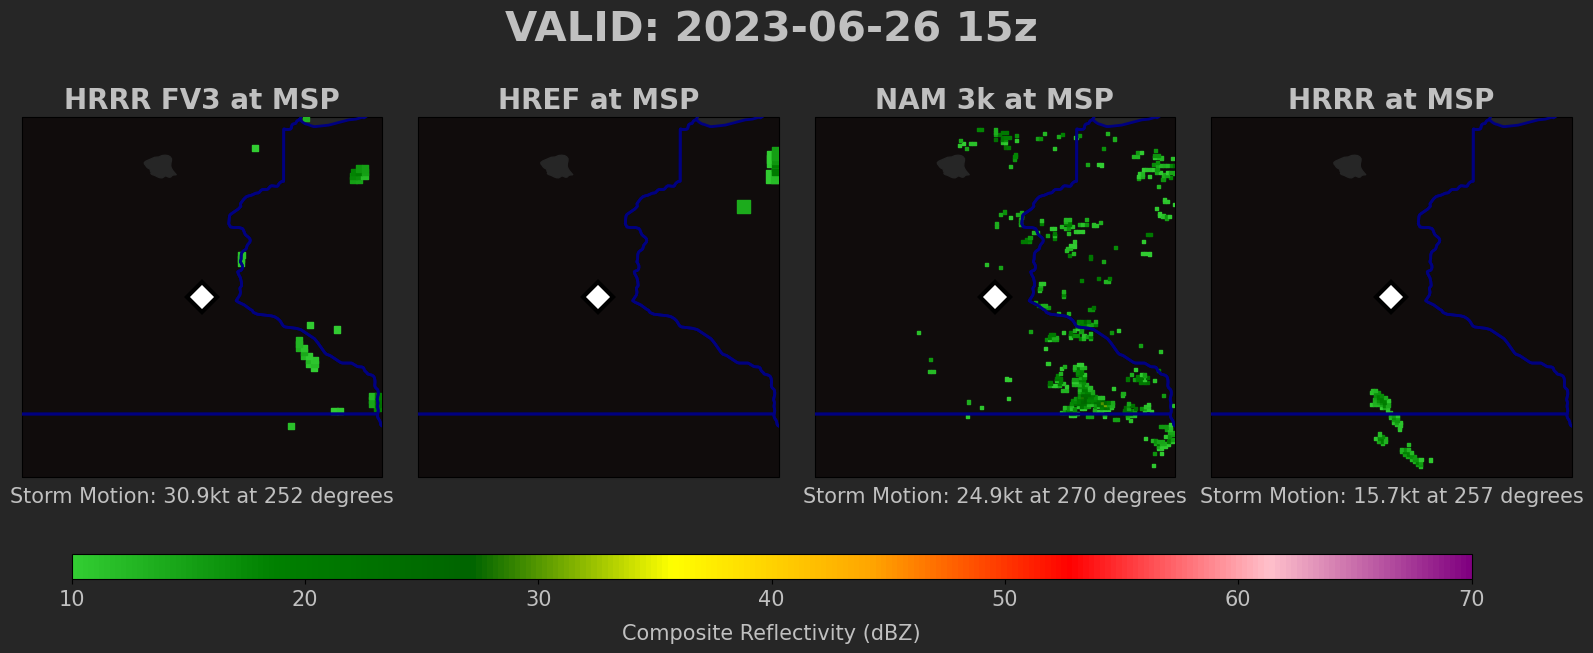 VALID: 2023-06-26 15z
HRRR FV3 at MSP
HREF at MSP
NAM 3k at MSP
HRRR at MSP
Storm Motion: 30.9kt at 252 degrees
Storm Motion: 24.9kt at 270 degrees
Storm Motion: 15.7kt at 257 degrees
10 20 30 40 50 60 70
Composite Reflectivity (dBZ)